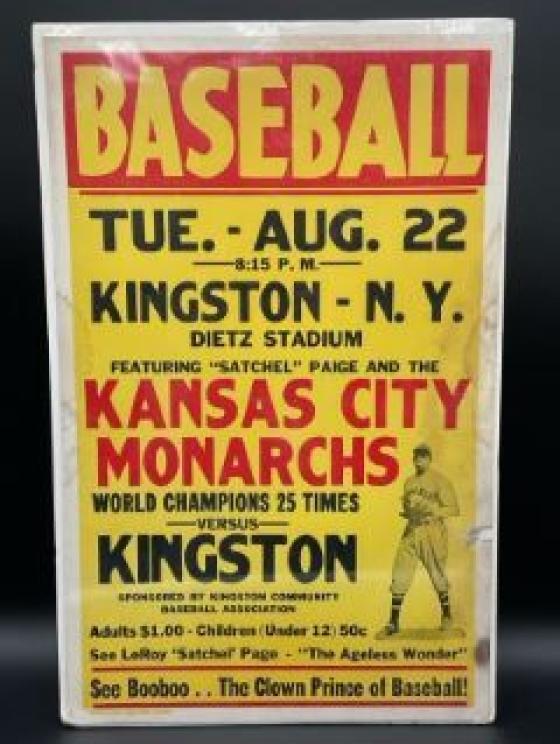 BASEBALL
TUE. - AUG. 22
8:15 P. M.
KINGSTON - N. Y.
DIETZ STADIUM
FEATURING "SATCHEL" PAIGE AND THE
KANSAS CITY
MONARCHS
WORLD CHAMPIONS 25 TIMES
VERSUS
KINGSTON
SPONSORED BY KINGSTON COMMUNITY
BASEBALL ASSOCIATION
Adults $1.00 - Children (Under 12) 50c
See LeRoy "Satchel" Page - "The Ageless Wonder"
See Booboo . . The Clown Prince of Baseball!